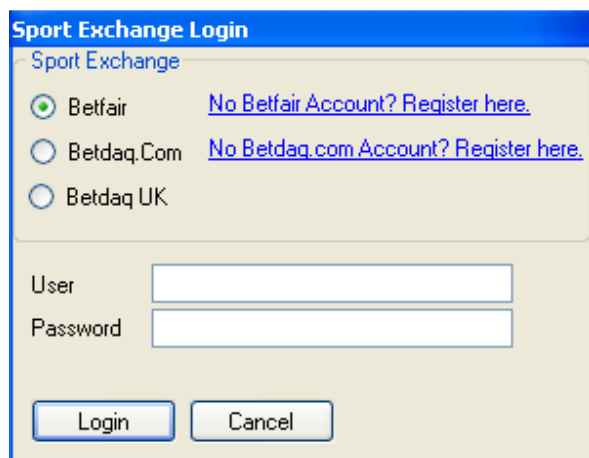 Sport Exchange Login
Sport Exchange
Betfair No Betfair Account? Register here.
Betdaq.Com No Betdaq.com Account? Register here.
Betdaq UK
User
Password
Login Cancel